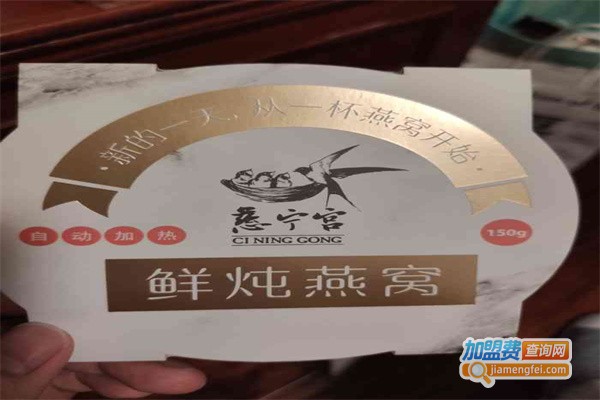 ·新的一天,从一杯燕窝开始·
慈宁宫
CI NING GONG
自动加热
150g
鲜炖燕窝
加盟费查询网
jiamengfei.com